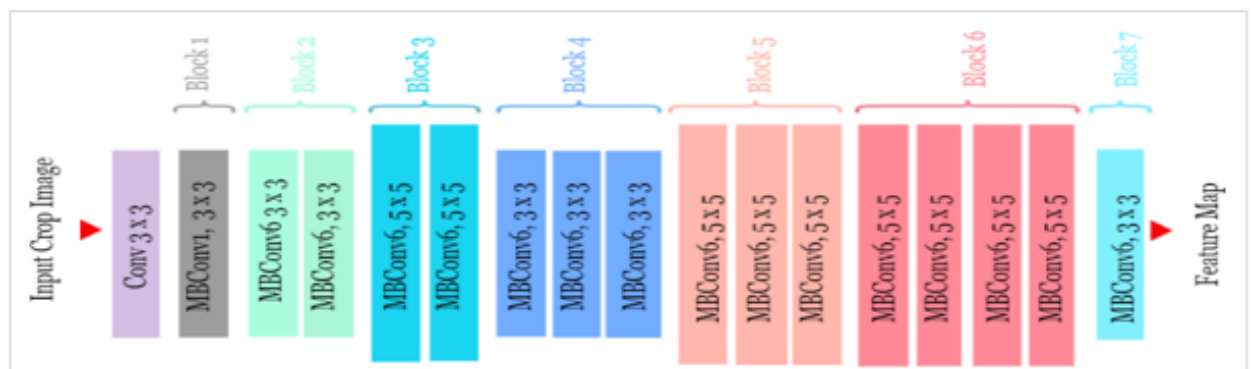 Block 1
Block 2
Block 3
Block 4
Block 5
Block 6
Block 7
Input Crop Image
Conv 3 x 3
MBConv1, 3 x 3
MBConv6 3 x 3
MBConv6, 3 x 3
MBConv6, 5 x 5
MBConv6, 5 x 5
MBConv6, 3 x 3
MBConv6, 3 x 3
MBConv6, 3 x 3
MBConv6, 5 x 5
MBConv6, 5 x 5
MBConv6, 5 x 5
MBConv6, 5 x 5
MBConv6, 5 x 5
MBConv6, 5 x 5
MBConv6, 5 x 5
MBConv6, 3 x 3
Feature Map